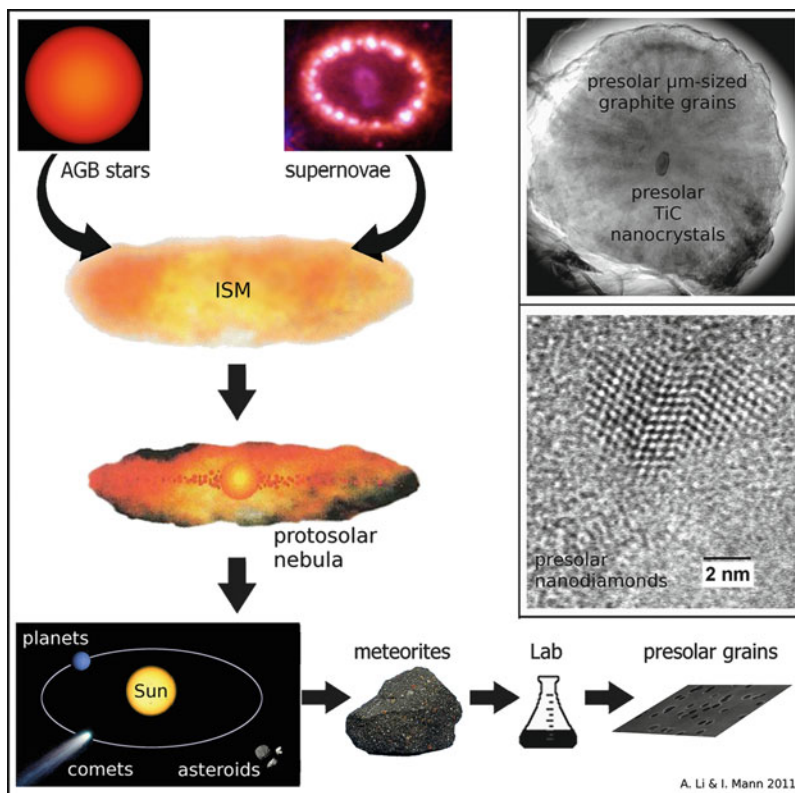 AGB stars
supernovae
ISM
protosolar
nebula
planets
Sun
comets
asteroids
meteorites
Lab
presolar grains
presolar µm-sized
graphite grains
presolar
TiC
nanocrystals
presolar
nanodiamonds
2 nm
A. Li & I. Mann 2011